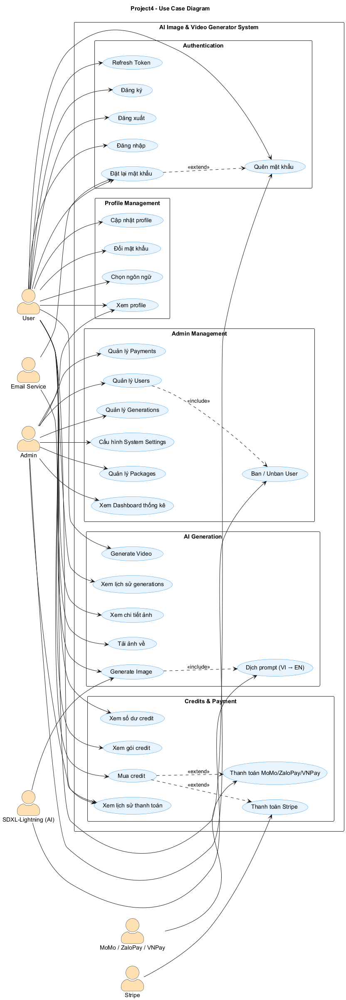 Project4 - Use Case Diagram
AI Image & Video Generator System
Authentication
Refresh Token
Đăng ký
Đăng xuất
Đăng nhập
Đặt lại mật khẩu
«extend»
Quên mật khẩu
Profile Management
Cập nhật profile
Đổi mật khẩu
Chọn ngôn ngữ
Xem profile
User
Admin Management
Quản lý Payments
Quản lý Users
Email Service
«include»
Quản lý Generations
Cấu hình System Settings
Admin
Quản lý Packages
Ban / Unban User
Xem Dashboard thống kê
AI Generation
Generate Video
Xem lịch sử generations
Xem chi tiết ảnh
Tải ảnh về
Generate Image
«include»
Dịch prompt (VI → EN)
Credits & Payment
Xem số dư credit
Xem gói credit
Mua credit
«extend»
Thanh toán MoMo/ZaloPay/VNPay
«extend»
Xem lịch sử thanh toán
Thanh toán Stripe
SDXL-Lightning (AI)
MoMo / ZaloPay / VNPay
Stripe